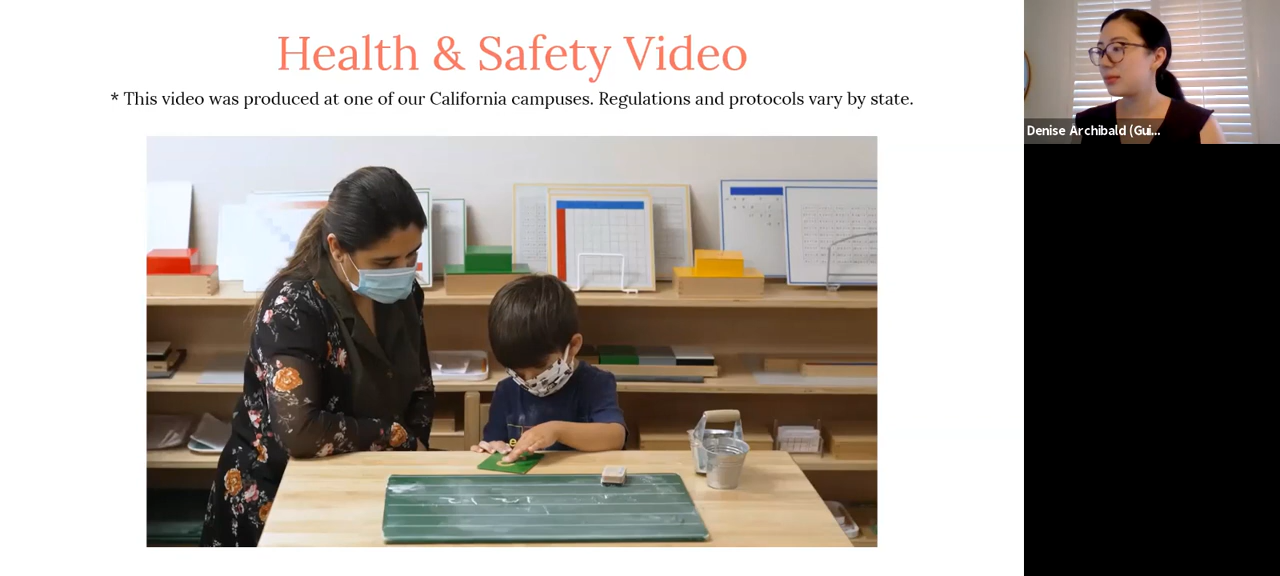 Health & Safety Video
* This video was produced at one of our California campuses. Regulations and protocols vary by state.
Denise Archibald (Gui...